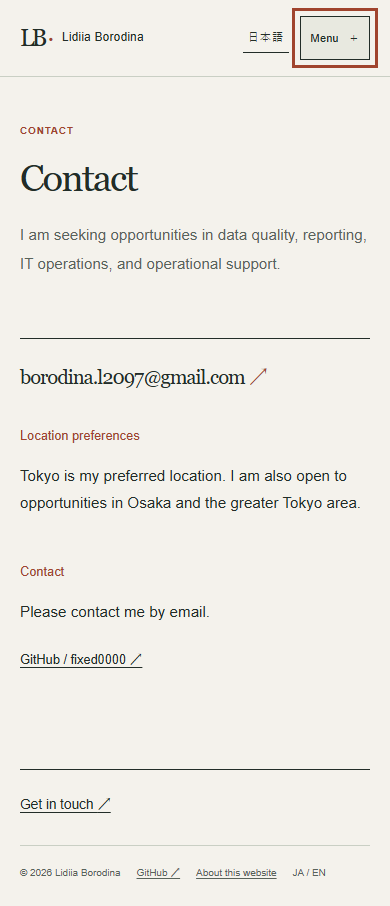 LB· Lidiia Borodina 日本語 Menu +
CONTACT
Contact
I am seeking opportunities in data quality, reporting,
IT operations, and operational support.
borodina.l2097@gmail.com ↗
Location preferences
Tokyo is my preferred location. I am also open to
opportunities in Osaka and the greater Tokyo area.
Contact
Please contact me by email.
GitHub / fixed0000 ↗
Get in touch ↗
© 2026 Lidiia Borodina GitHub ↗ About this website JA / EN